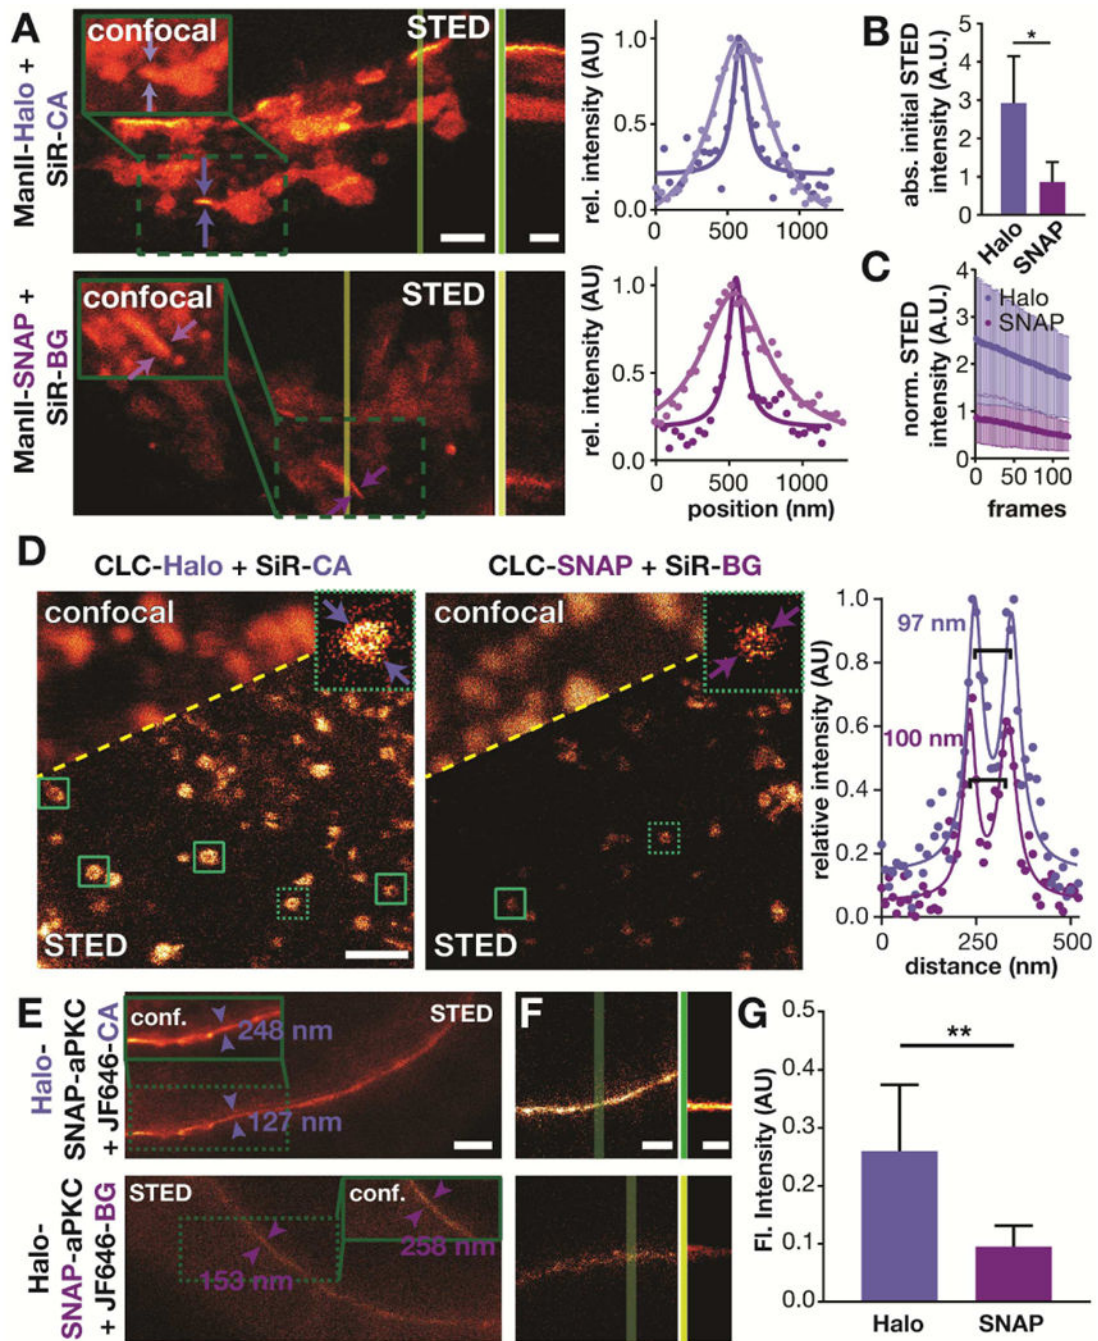 A
confocal
STED
ManII-Halo +
SiR-CA
rel. intensity (AU)
1.0
0.5
0.0
0
500
1000
B
abs. initial STED
intensity (A.U.)
5
4
3
2
1
0
*
Halo
SNAP
confocal
STED
ManII-SNAP +
SiR-BG
rel. intensity (AU)
1.0
0.5
0.0
0
500
1000
position (nm)
C
norm. STED
intensity (A.U.)
4
3
2
1
0
Halo
SNAP
0
50
100
frames
D
CLC-Halo + SiR-CA
CLC-SNAP + SiR-BG
confocal
STED
confocal
STED
relative intensity (AU)
1.0
0.8
0.6
0.4
0.2
0.0
97 nm
100 nm
0
250
500
distance (nm)
E
Halo-
SNAP-aPKC
+ JF646-CA
conf.
248 nm
127 nm
STED
Halo-
SNAP-aPKC
+ JF646-BG
STED
conf.
258 nm
153 nm
F
G
Fl. Intensity (AU)
0.5
0.4
0.3
0.2
0.1
0.0
**
Halo
SNAP